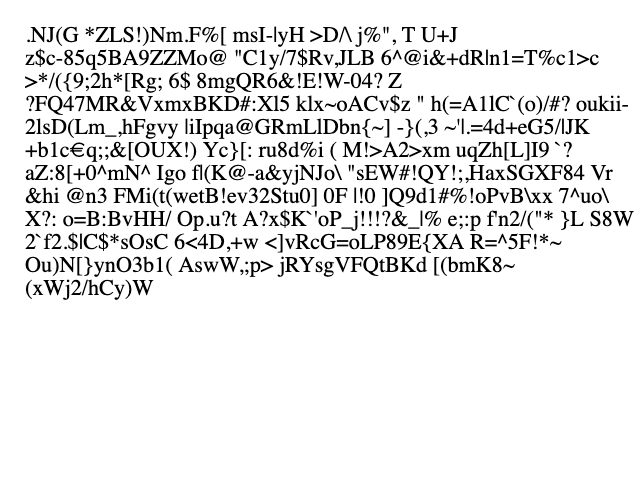 .NJ(G *ZLS!)Nm.F%[ msI-|yH >D/\ j%", T U+J
z$c-85q5BA9ZZMo@ "C1y/7$Rv,JLB 6^@i&+dR|n1=T%c1>c
>*/({9;2h*[Rg; 6$ 8mgQR6&!E!W-04? Z
?FQ47MR&VxmxBKD#:Xl5 klx~oACv$z " h(=A1lC`(o)/#? oukii-
2lsD(Lm_,hFgvy |iIpqa@GRmLlDbn{~] -}(,3 ~'|.=4d+eG5/|JK
+b1c€q;;&[OUX!) Yc}[: ru8d%i ( M!>A2>xm uqZh[L]I9 `?
aZ:8[+0^mN^ Igo fl(K@-a&yjNJo\ "sEW#!QY!;,HaxSGXF84 Vr
&hi @n3 FMi(t(wetB!ev32Stu0] 0F |!0 ]Q9d1#%!oPvB\xx 7^uo\
X?: o=B:BvHH/ Op.u?t A?x$K`'oP_j!!!?&_|% e;:p f'n2/("* }L S8W
2`f2.$|C$*sOsC 6<4D,+w <]vRcG=oLP89E{XA R=^5F!*~
Ou)N[}ynO3b1( AswW,;p> jRYsgVFQtBKd [(bmK8~
(xWj2/hCy)W